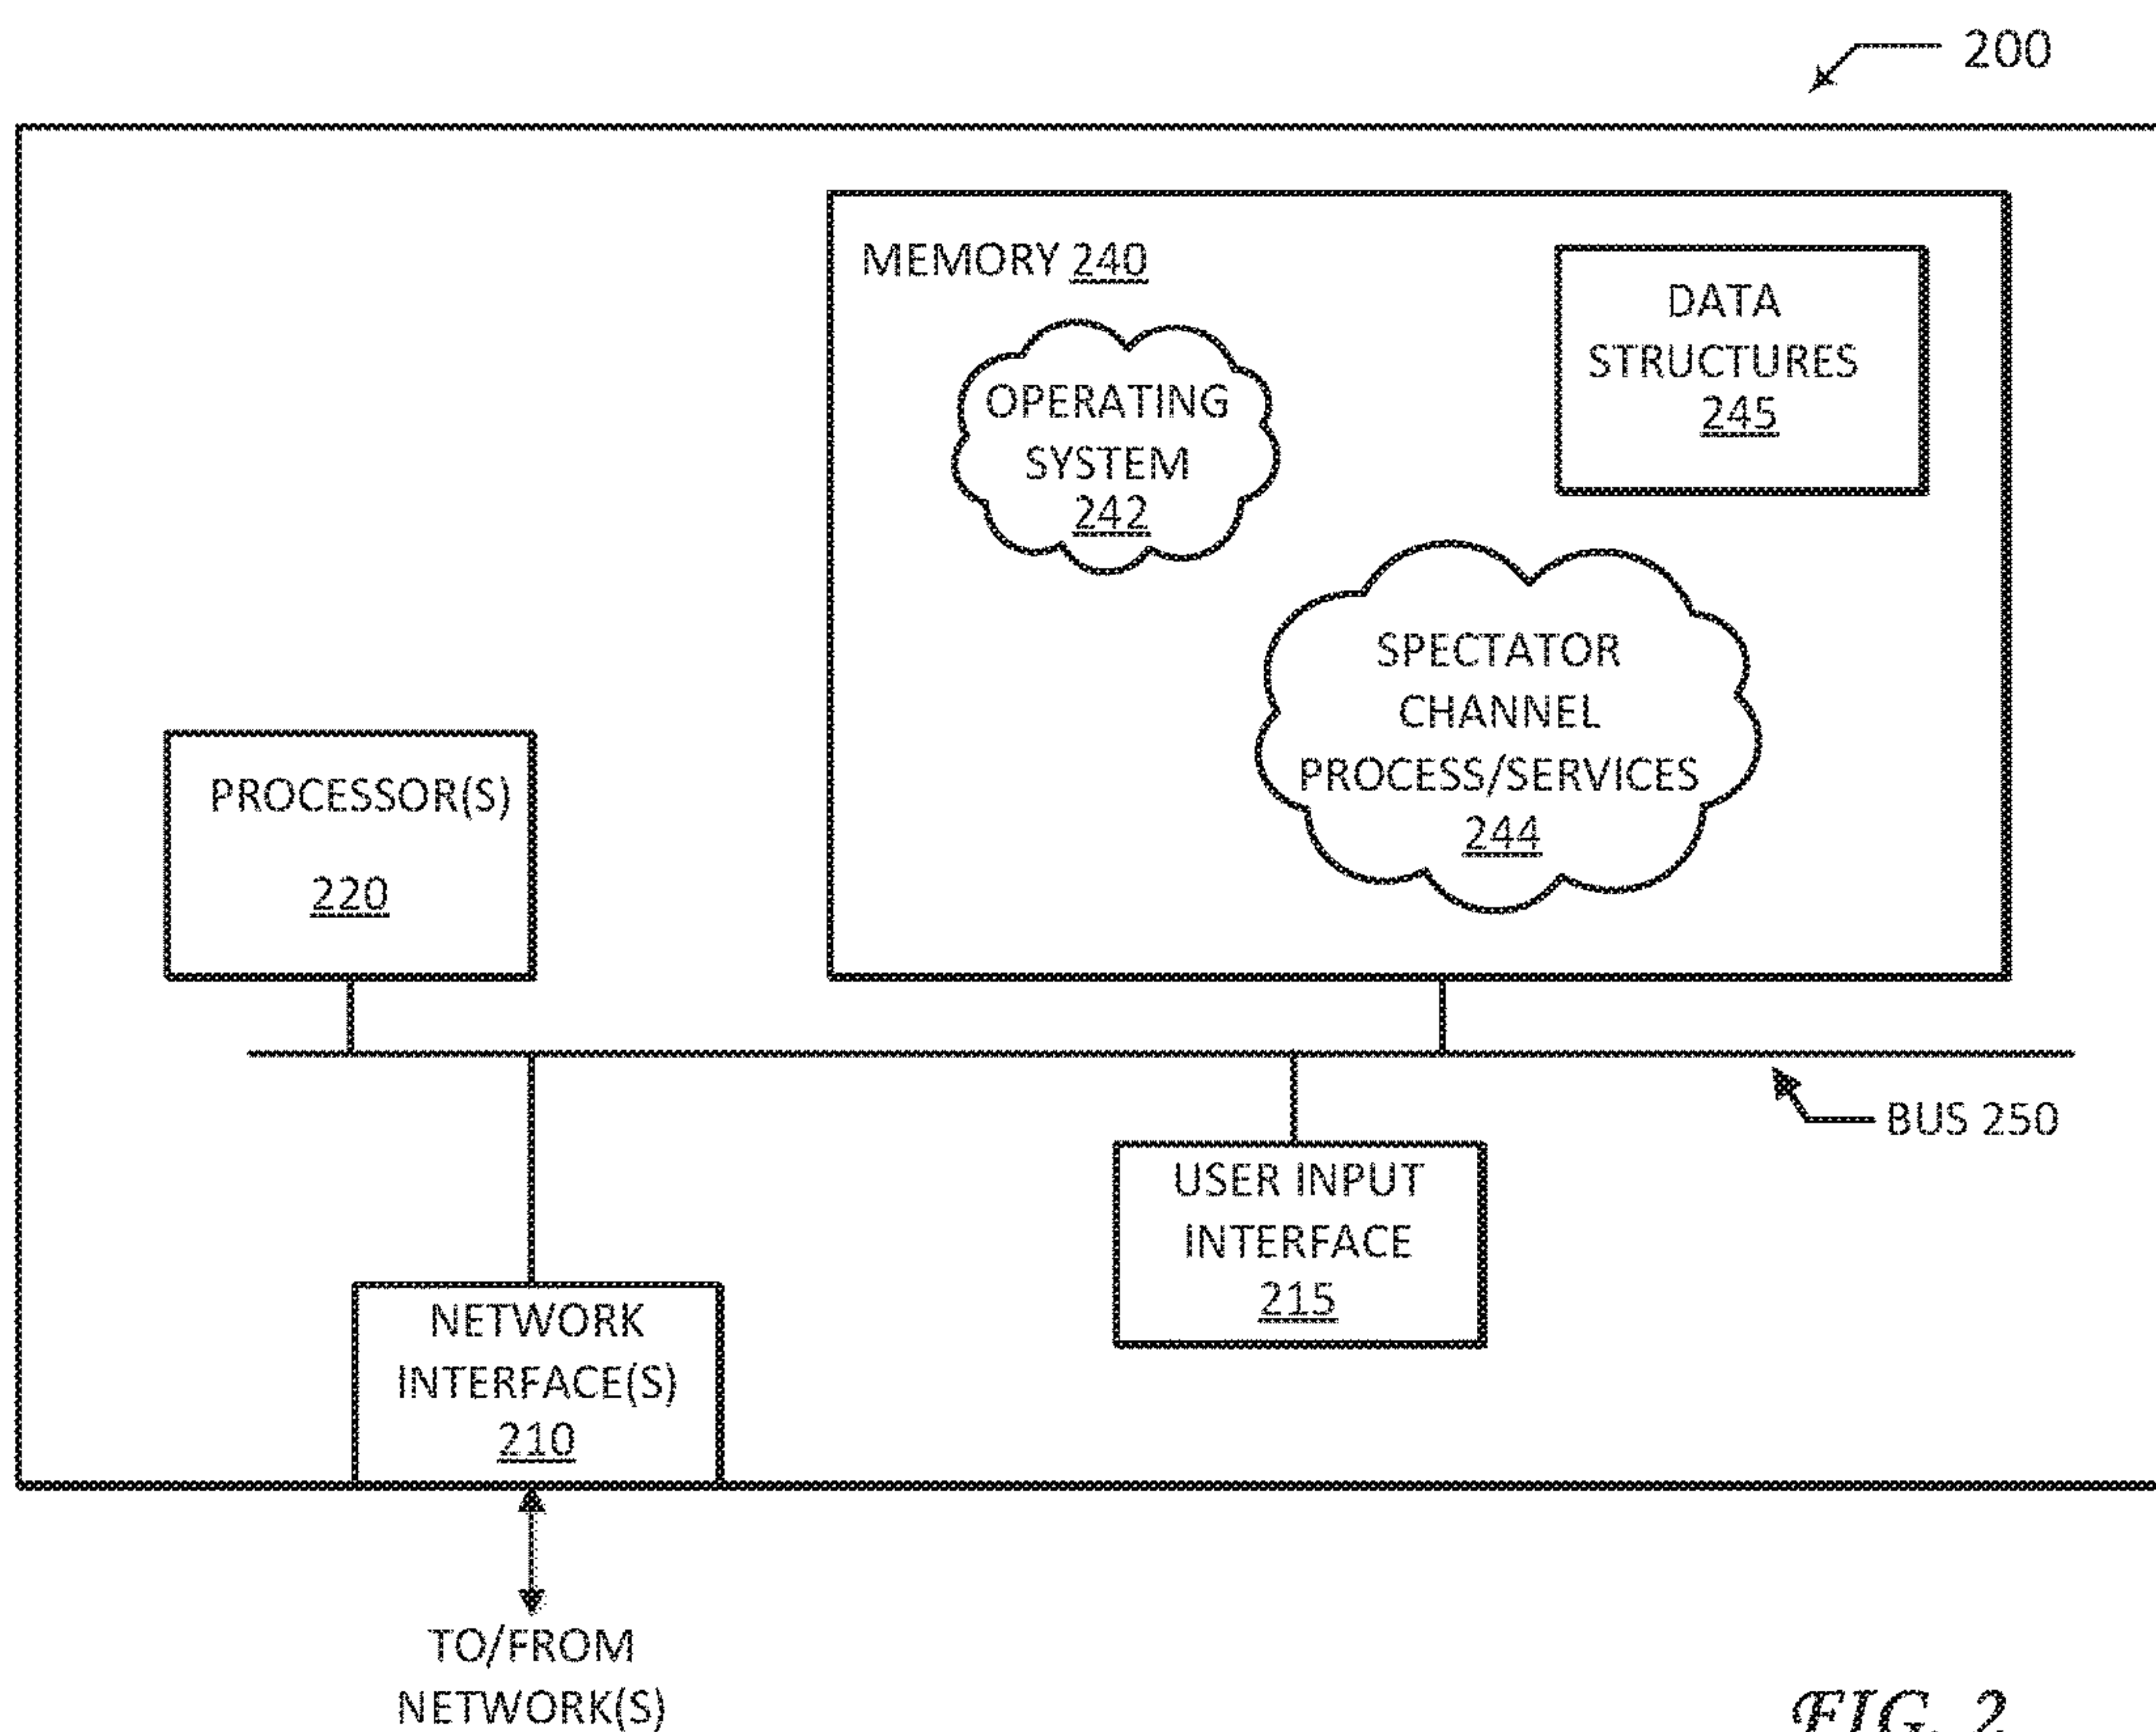 200
MEMORY 240
DATA
STRUCTURES
245
OPERATING
SYSTEM
242
SPECTATOR
CHANNEL
PROCESS/SERVICES
244
PROCESSOR(S)
220
BUS 250
USER INPUT
INTERFACE
215
NETWORK
INTERFACE(S)
210
TO/FROM
NETWORK(S)
FIG. 2